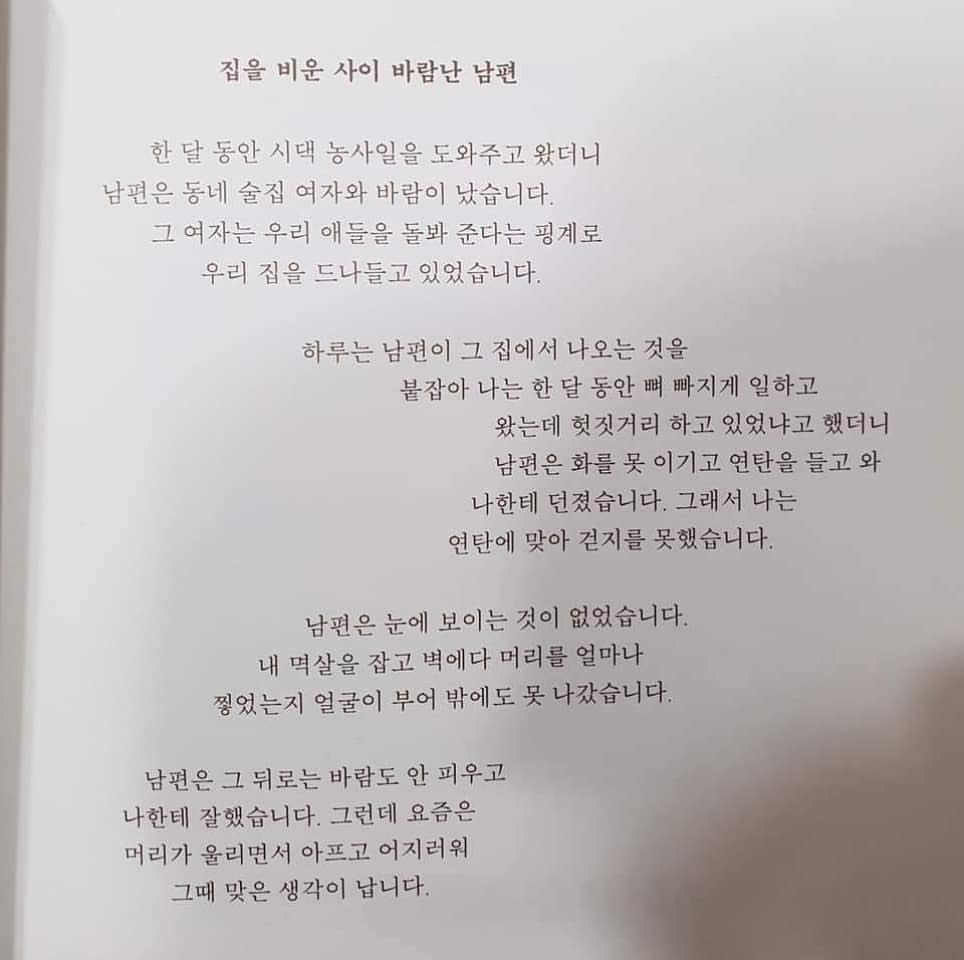 집을 비운 사이 바람난 남편
한 달 동안 시댁 농사일을 도와주고 왔더니
남편은 동네 술집 여자와 바람이 났습니다.
그 여자는 우리 애들을 돌봐 준다는 핑계로
우리 집을 드나들고 있었습니다.
하루는 남편이 그 집에서 나오는 것을
붙잡아 나는 한 달 동안 뼈 빠지게 일하고
왔는데 헛짓거리 하고 있었냐고 했더니
남편은 화를 못 이기고 연탄을 들고 와
나한테 던졌습니다. 그래서 나는
연탄에 맞아 걷지를 못했습니다.
남편은 눈에 보이는 것이 없었습니다.
내 멱살을 잡고 벽에다 머리를 얼마나
찧었는지 얼굴이 부어 밖에도 못 나갔습니다.
남편은 그 뒤로는 바람도 안 피우고
나한테 잘했습니다. 그런데 요즘은
머리가 울리면서 아프고 어지러워
그때 맞은 생각이 납니다.